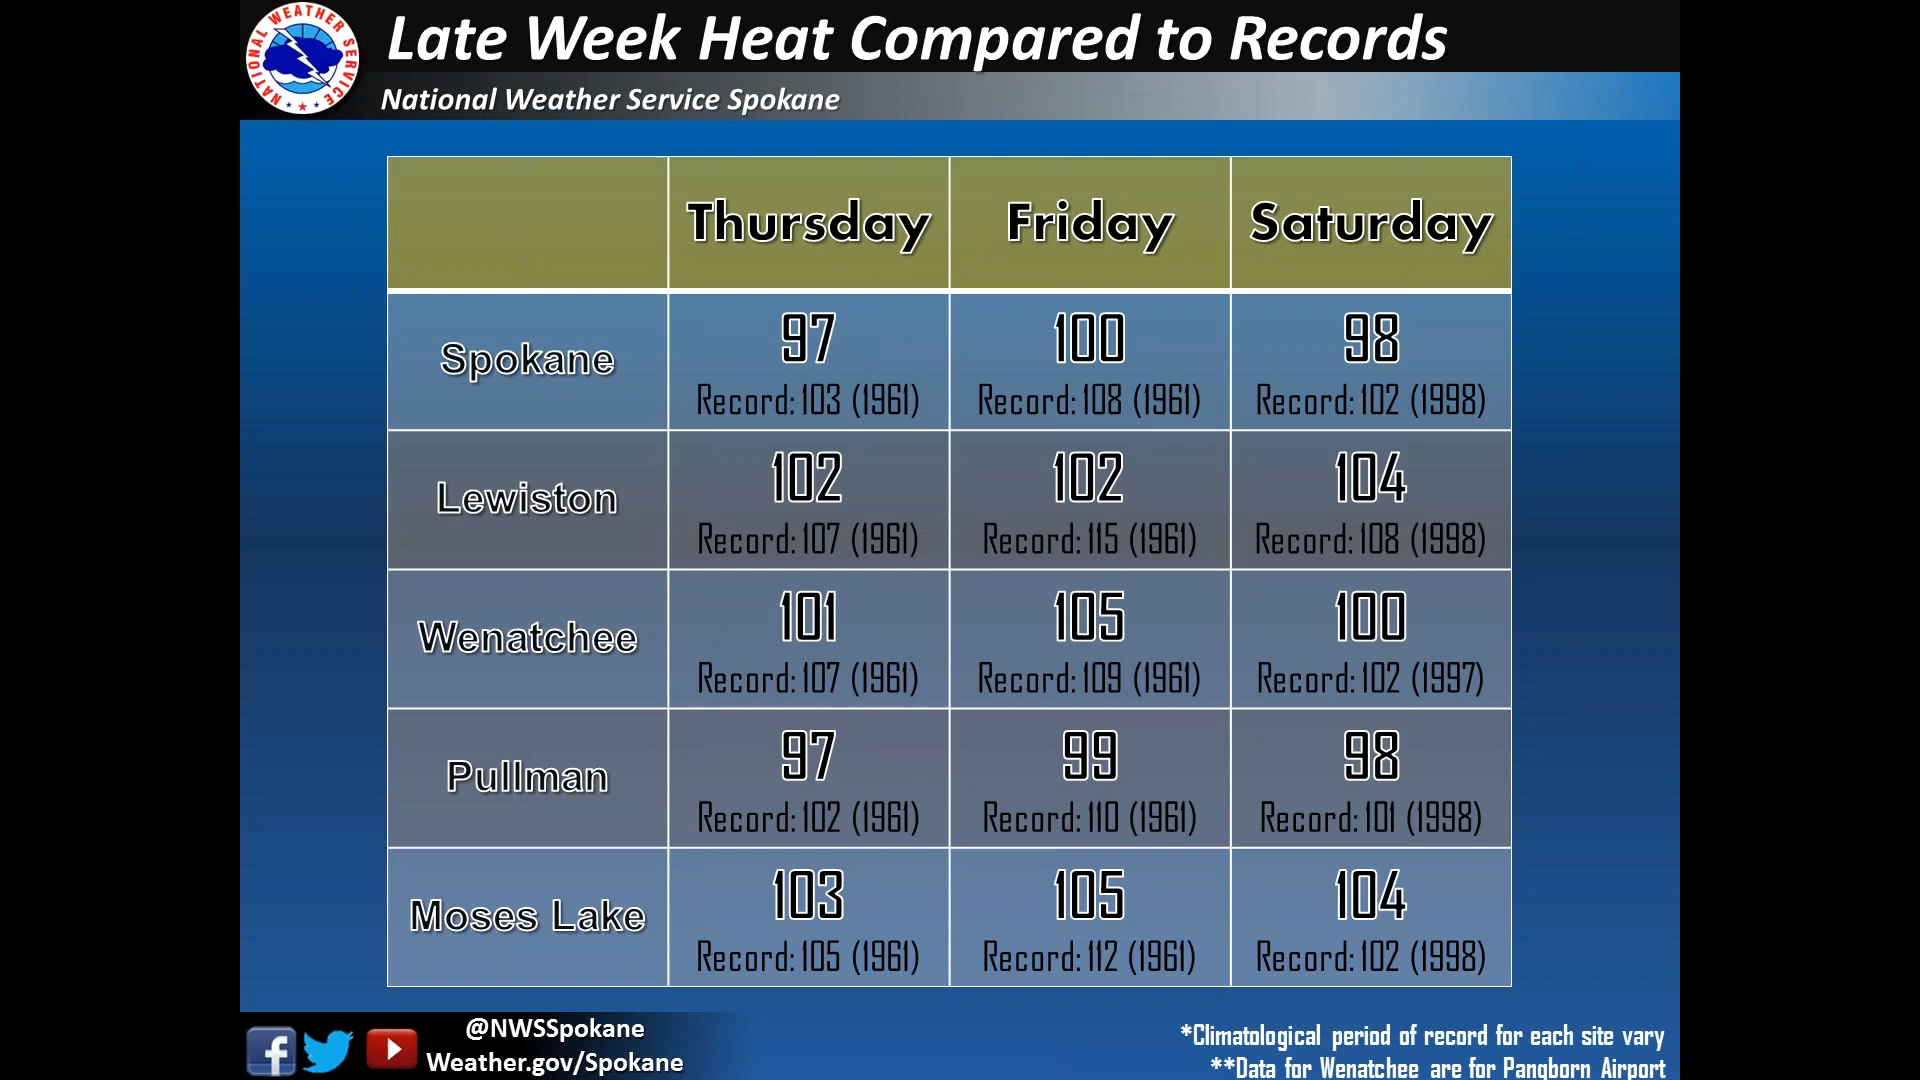 NATIONAL WEATHER SERVICE
Late Week Heat Compared to Records
National Weather Service Spokane
Thursday Friday Saturday
Spokane
97 100 98
Record: 103 (1961) Record: 108 (1961) Record: 102 (1998)
Lewiston
102 102 104
Record: 107 (1961) Record: 115 (1961) Record: 108 (1998)
Wenatchee
101 105 100
Record: 107 (1961) Record: 109 (1961) Record: 102 (1997)
Pullman
97 99 98
Record: 102 (1961) Record: 110 (1961) Record: 101 (1998)
Moses Lake
103 105 104
Record: 105 (1961) Record: 112 (1961) Record: 102 (1998)
@NWSSpokane
Weather.gov/Spokane
*Climatological period of record for each site vary
**Data for Wenatchee are for Pangborn Airport